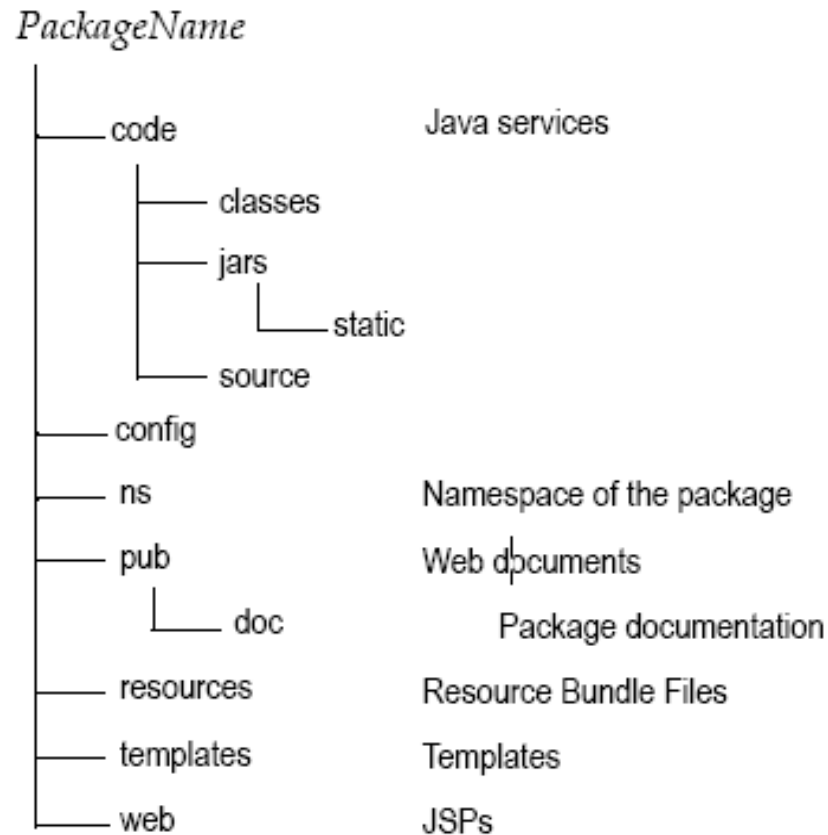 PackageName
code Java services
classes
jars
static
source
config
ns Namespace of the package
pub Web documents
doc Package documentation
resources Resource Bundle Files
templates Templates
web JSPs